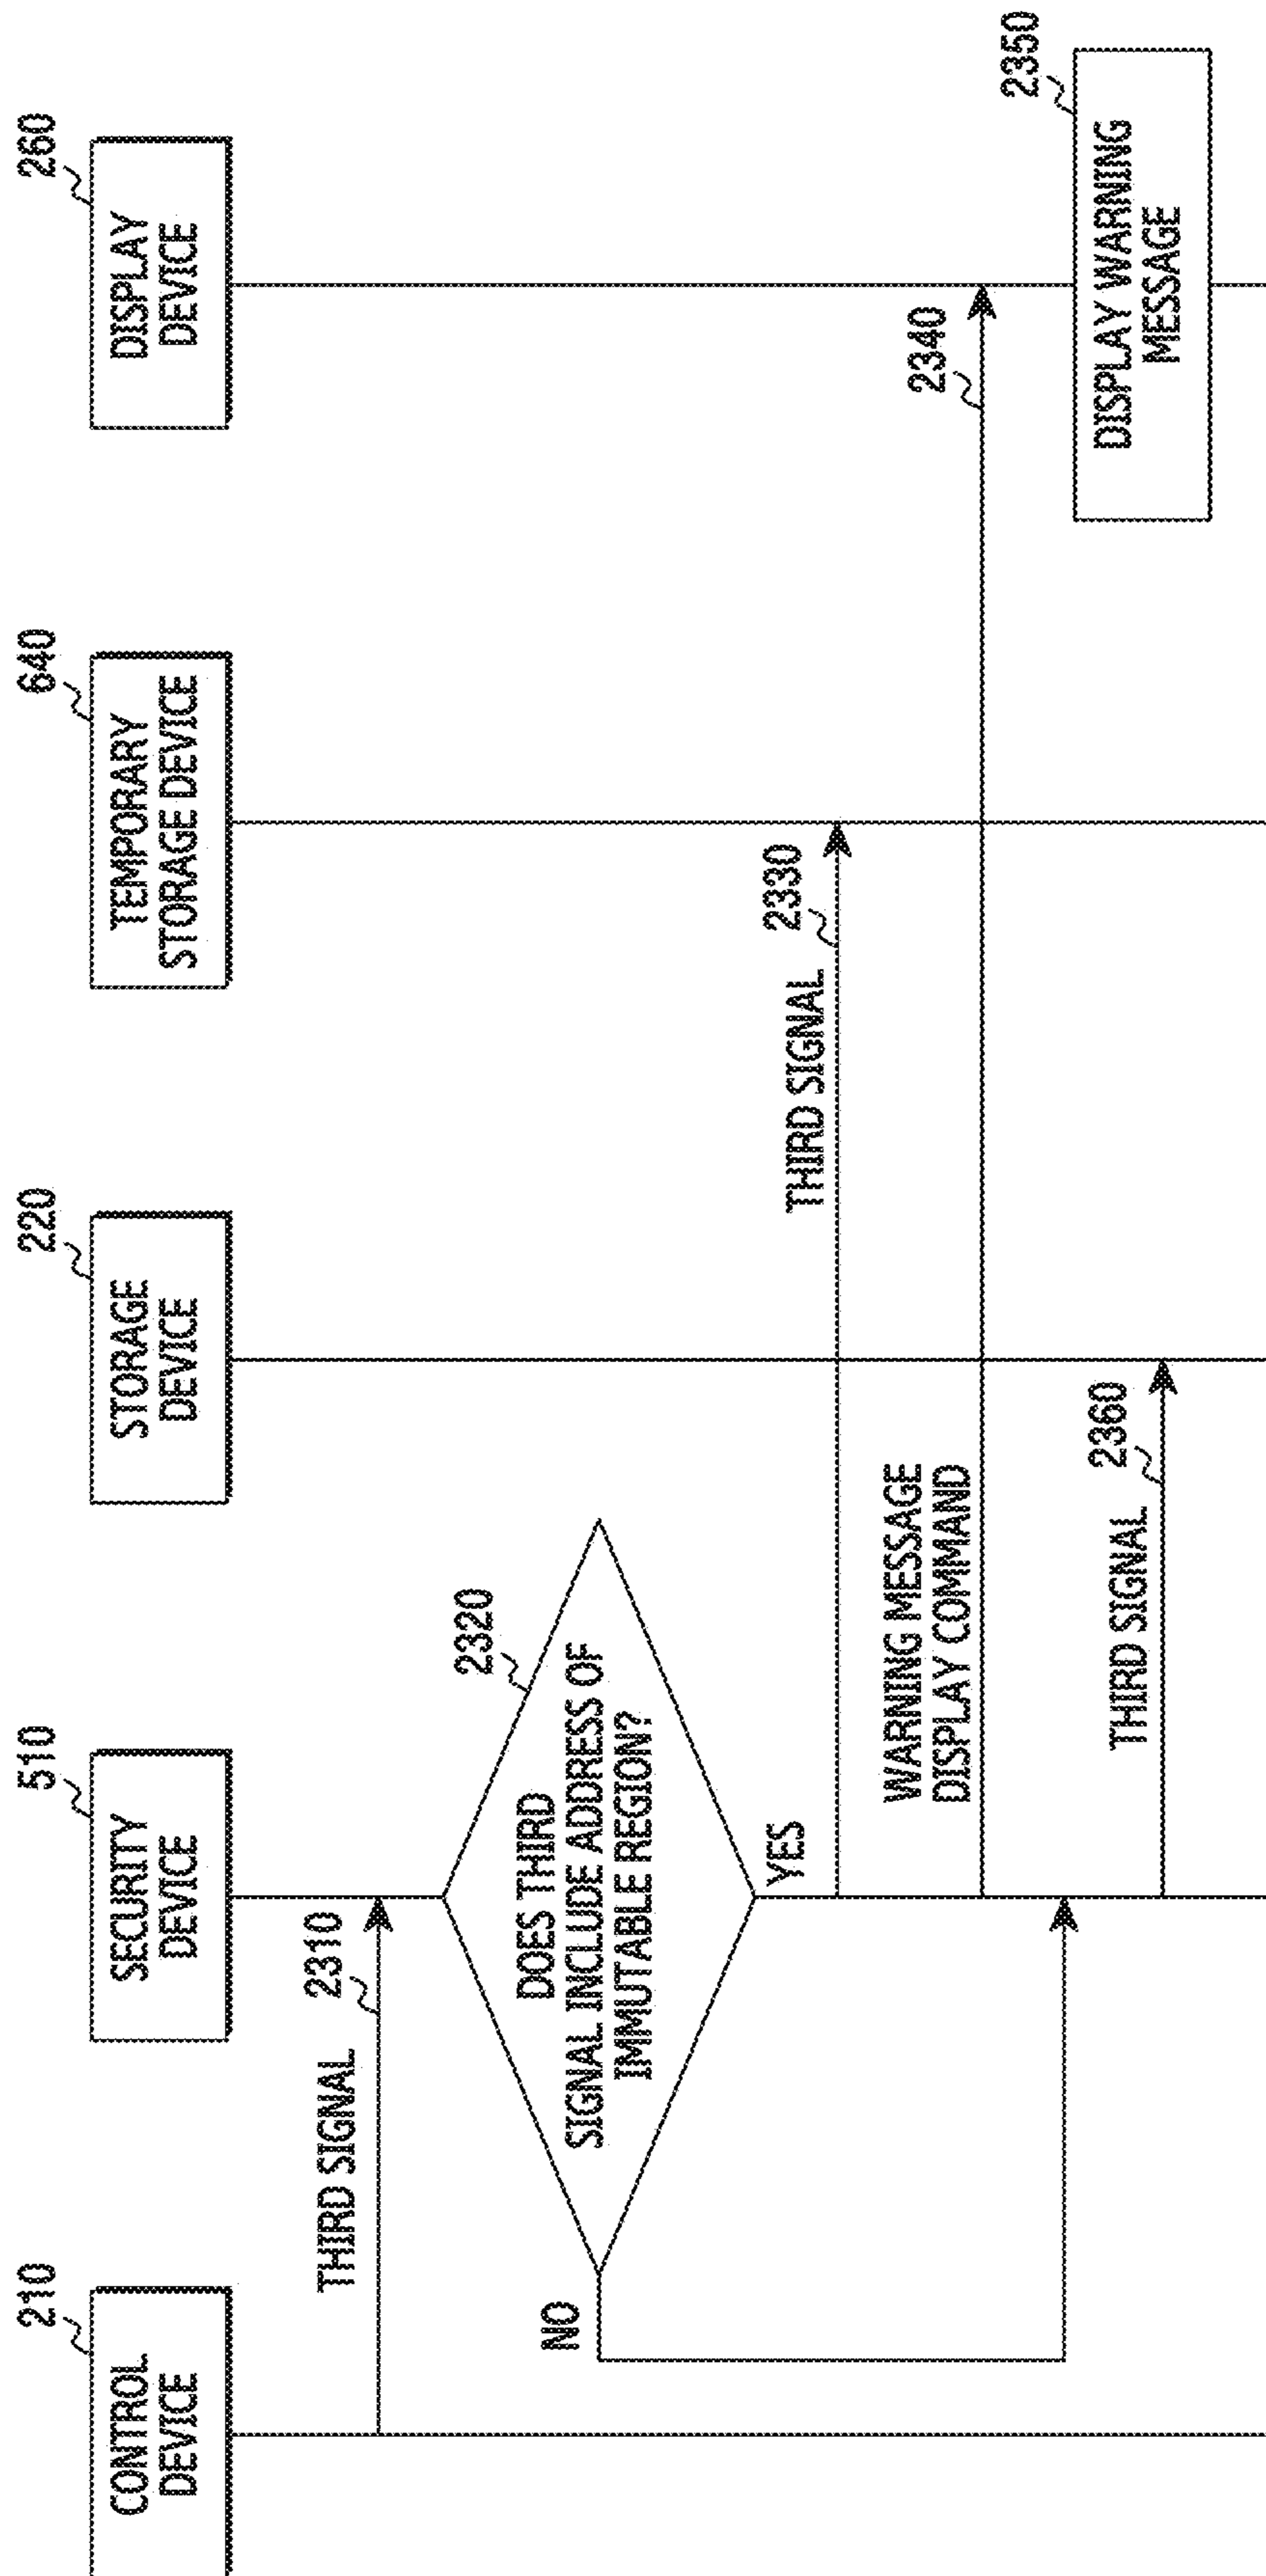 210
CONTROL
DEVICE
510
SECURITY
DEVICE
220
STORAGE
DEVICE
640
TEMPORARY
STORAGE DEVICE
260
DISPLAY
DEVICE
THIRD SIGNAL
2310
2320
DOES THIRD
SIGNAL INCLUDE ADDRESS OF
IMMUTABLE REGION?
NO
YES
THIRD SIGNAL
2330
WARNING MESSAGE
DISPLAY COMMAND
2340
2350
DISPLAY WARNING
MESSAGE
THIRD SIGNAL
2360